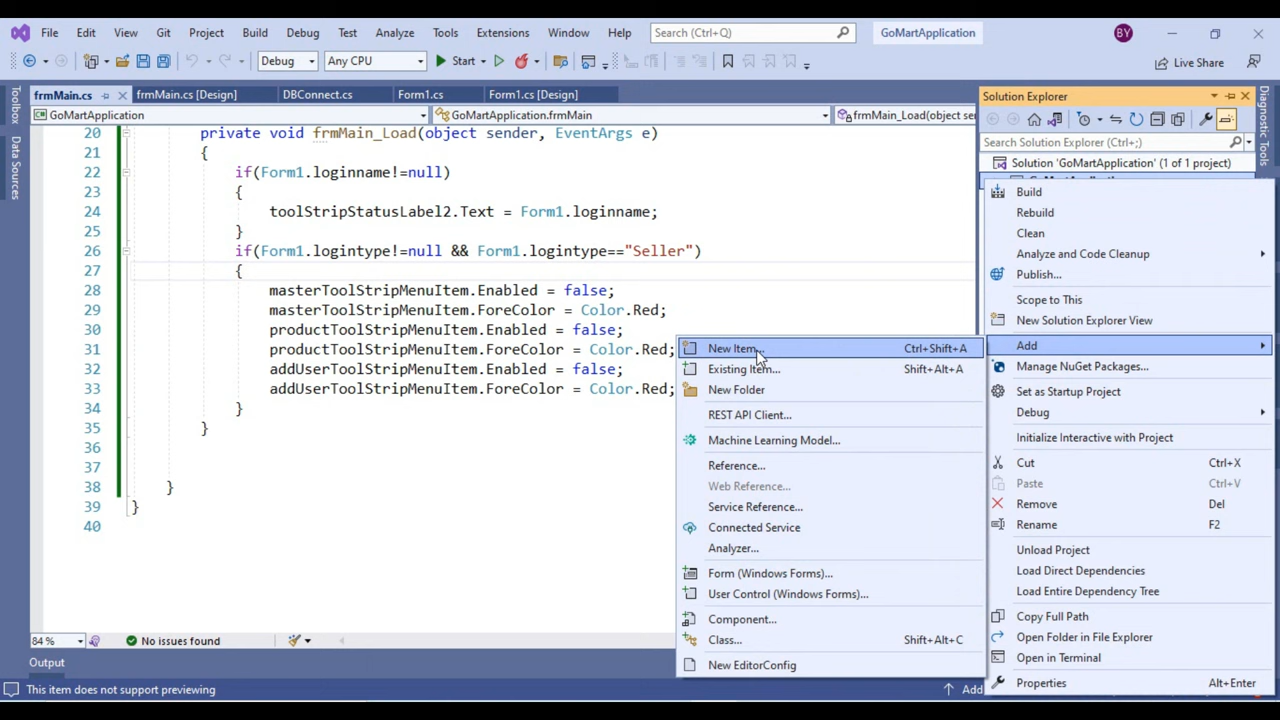 File Edit View Git Project Build Debug Test Analyze Tools Extensions Window Help Search (Ctrl+Q) GoMartApplication BY
Debug Any CPU Start Live Share
frmMain.cs frmMain.cs [Design] DBConnect.cs Form1.cs Form1.cs [Design]
GoMartApplication GoMartApplication.frmMain frmMain_Load(object sen
Toolbox
Data Sources
20 private void frmMain_Load(object sender, EventArgs e)
21 {
22 if(Form1.loginname!=null)
23 {
24 toolStripStatusLabel2.Text = Form1.loginname;
25 }
26 if(Form1.logintype!=null && Form1.logintype=="Seller")
27 {
28 masterToolStripMenuItem.Enabled = false;
29 masterToolStripMenuItem.ForeColor = Color.Red;
30 productToolStripMenuItem.Enabled = false;
31 productToolStripMenuItem.ForeColor = Color.Red;
32 addUserToolStripMenuItem.Enabled = false;
33 addUserToolStripMenuItem.ForeColor = Color.Red;
34 }
35 }
36
37
38 }
39 }
40
84 % No issues found
Output
This item does not support previewing
Add
New Item... Ctrl+Shift+A
Existing Item... Shift+Alt+A
New Folder
REST API Client...
Machine Learning Model...
Reference...
Web Reference...
Service Reference...
Connected Service
Analyzer...
Form (Windows Forms)...
User Control (Windows Forms)...
Component...
Class... Shift+Alt+C
New EditorConfig
Solution Explorer
Search Solution Explorer (Ctrl+;)
Solution 'GoMartApplication' (1 of 1 project)
Build
Rebuild
Clean
Analyze and Code Cleanup
Publish...
Scope to This
New Solution Explorer View
Add
Manage NuGet Packages...
Set as Startup Project
Debug
Initialize Interactive with Project
Cut Ctrl+X
Paste Ctrl+V
Remove Del
Rename F2
Unload Project
Load Direct Dependencies
Load Entire Dependency Tree
Copy Full Path
Open Folder in File Explorer
Open in Terminal
Properties Alt+Enter
Diagnostic Tools